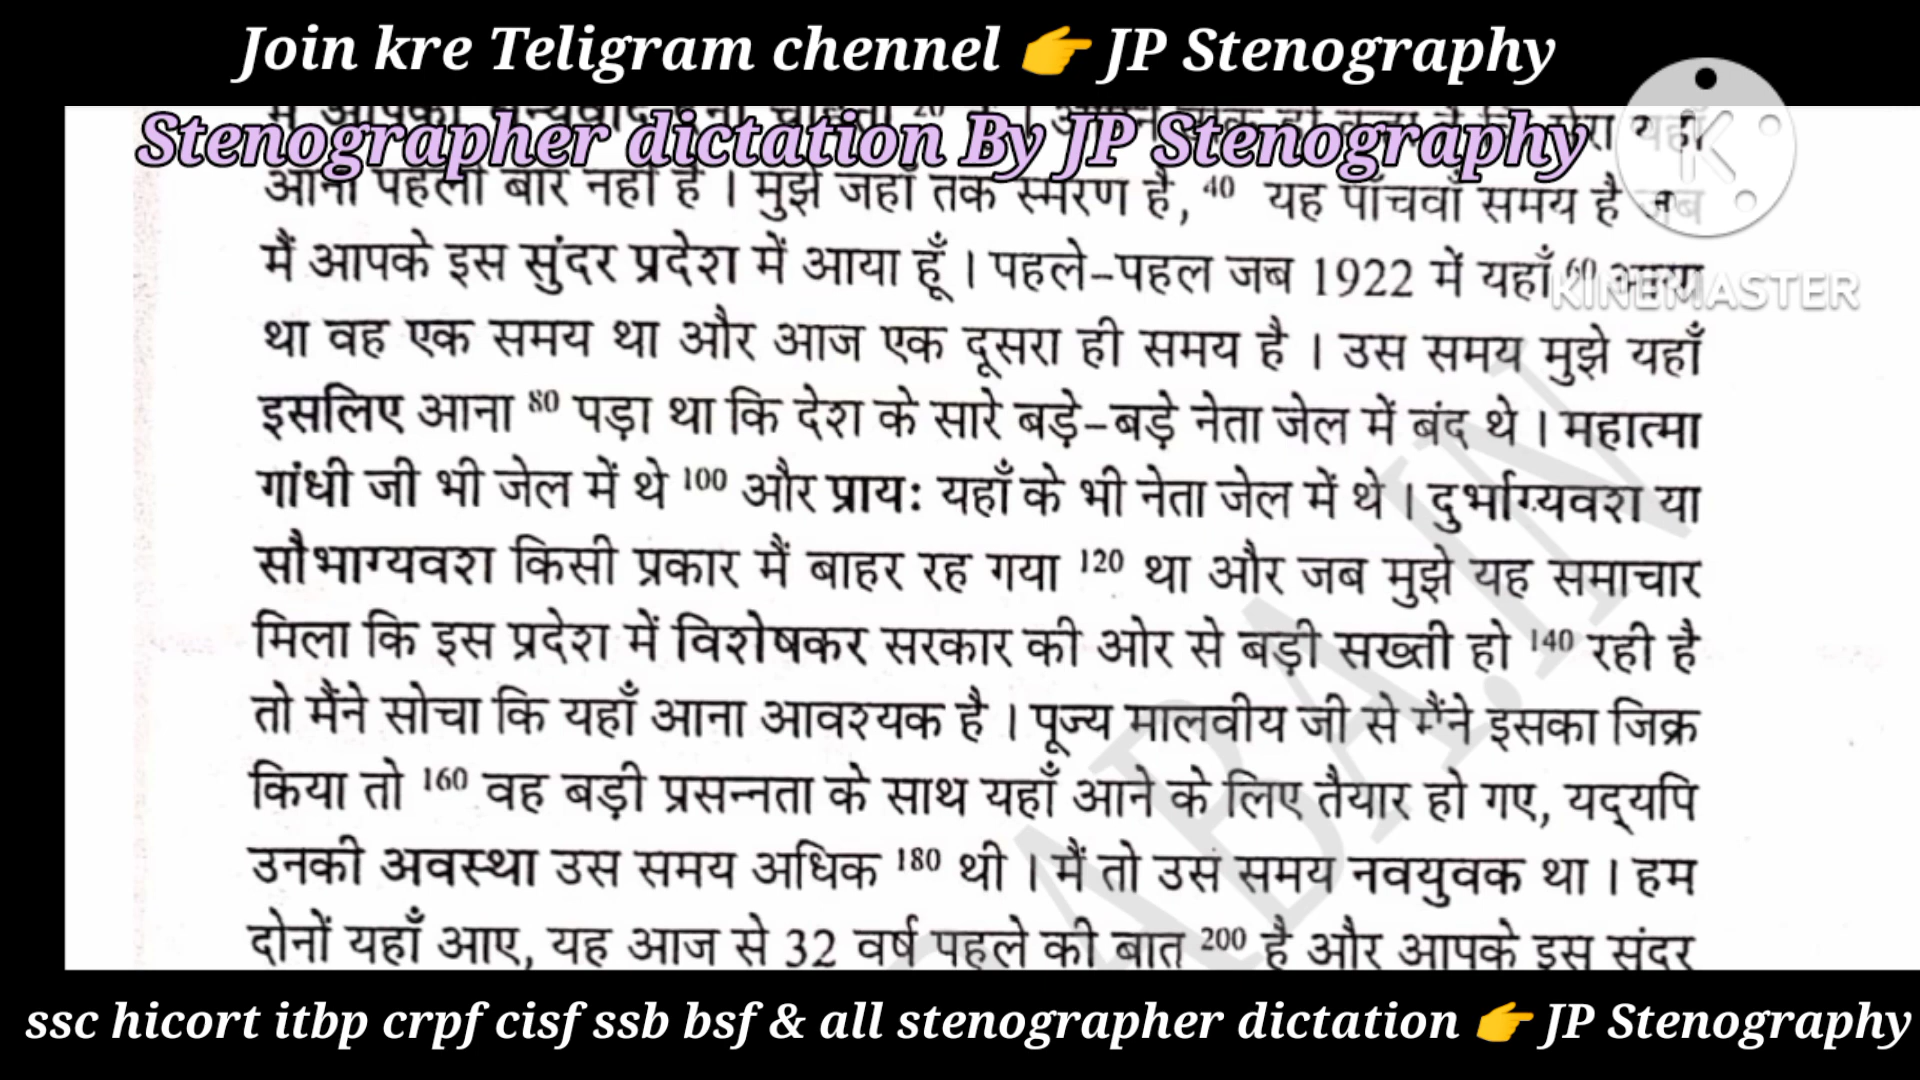 Join kre Teligram chennel 👉 JP Stenography
Stenographer dictation By JP Stenography
आना पहली बार नहीं है । मुझे जहाँ तक स्मरण है, 40 यह पाँचवाँ समय है जब
मैं आपके इस सुंदर प्रदेश में आया हूँ । पहले-पहल जब 1922 में यहाँ 60 आया
KINEMASTER
था वह एक समय था और आज एक दूसरा ही समय है । उस समय मुझे यहाँ
इसलिए आना 80 पड़ा था कि देश के सारे बड़े-बड़े नेता जेल में बंद थे । महात्मा
गांधी जी भी जेल में थे 100 और प्रायः यहाँ के भी नेता जेल में थे । दुर्भाग्यवश या
सौभाग्यवश किसी प्रकार मैं बाहर रह गया 120 था और जब मुझे यह समाचार
मिला कि इस प्रदेश में विशेषकर सरकार की ओर से बड़ी सख्ती हो 140 रही है
तो मैंने सोचा कि यहाँ आना आवश्यक है । पूज्य मालवीय जी से मैंने इसका जिक्र
किया तो 160 वह बड़ी प्रसन्नता के साथ यहाँ आने के लिए तैयार हो गए, यद्यपि
उनकी अवस्था उस समय अधिक 180 थी । मैं तो उस समय नवयुवक था । हम
दोनों यहाँ आए, यह आज से 32 वर्ष पहले की बात 200 है और आपके इस सुंदर
ssc hicort itbp crpf cisf ssb bsf & all stenographer dictation 👉 JP Stenography